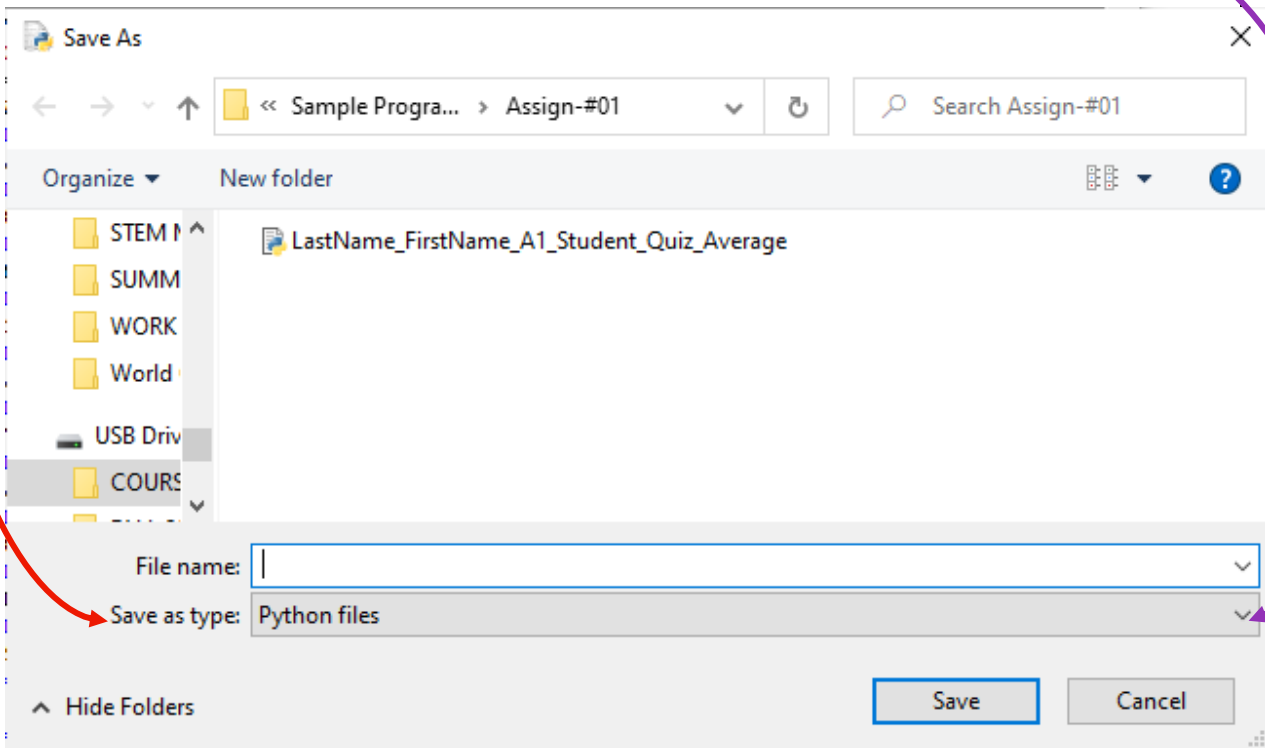 Save As
« Sample Progra... › Assign-#01
Search Assign-#01
Organize
New folder
?
STEM
SUMM
WORK
World
USB Driv
COURS
LastName_FirstName_A1_Student_Quiz_Average
File name:
Save as type: Python files
Hide Folders
Save
Cancel